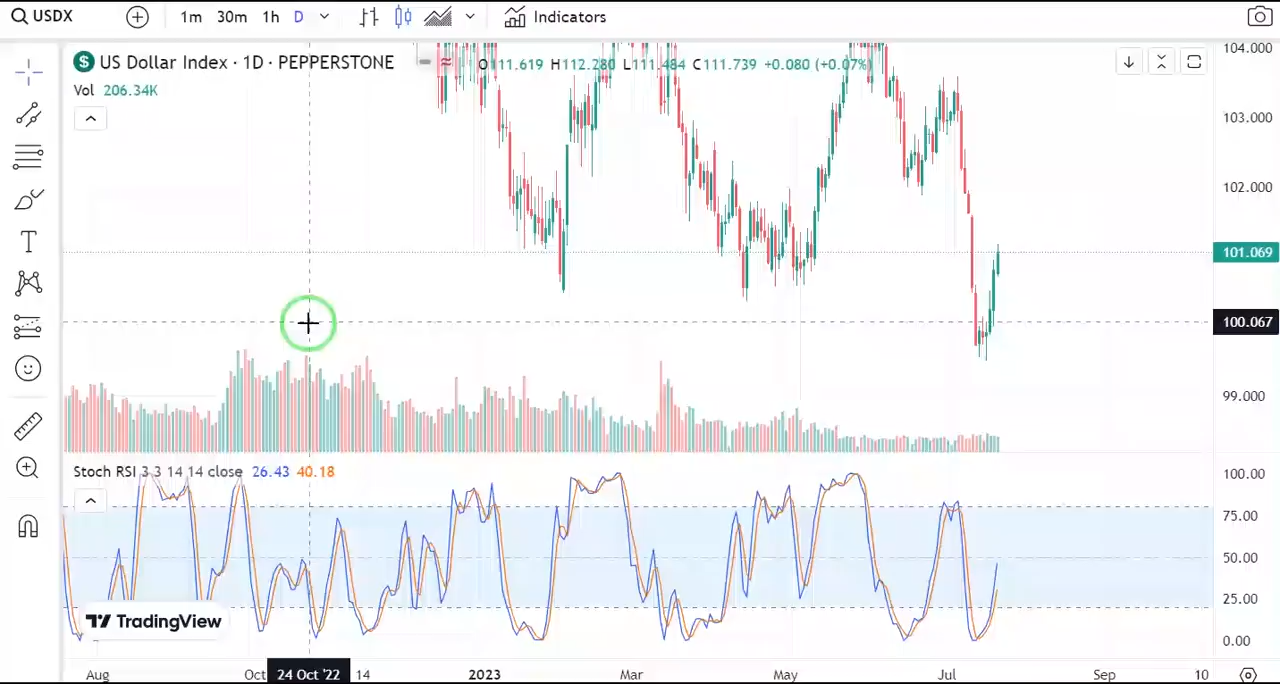 USDX 1m 30m 1h D Indicators
US Dollar Index · 1D · PEPPERSTONE O111.619 H112.280 L111.484 C111.739 +0.080 (+0.07%)
Vol 206.34K
104.000
103.000
102.000
101.069
100.067
99.000
Stoch RSI 3 3 14 14 close 26.43 40.18
100.00
75.00
50.00
25.00
0.00
TradingView
Aug Oct 24 Oct '22 14 2023 Mar May Jul Sep 10